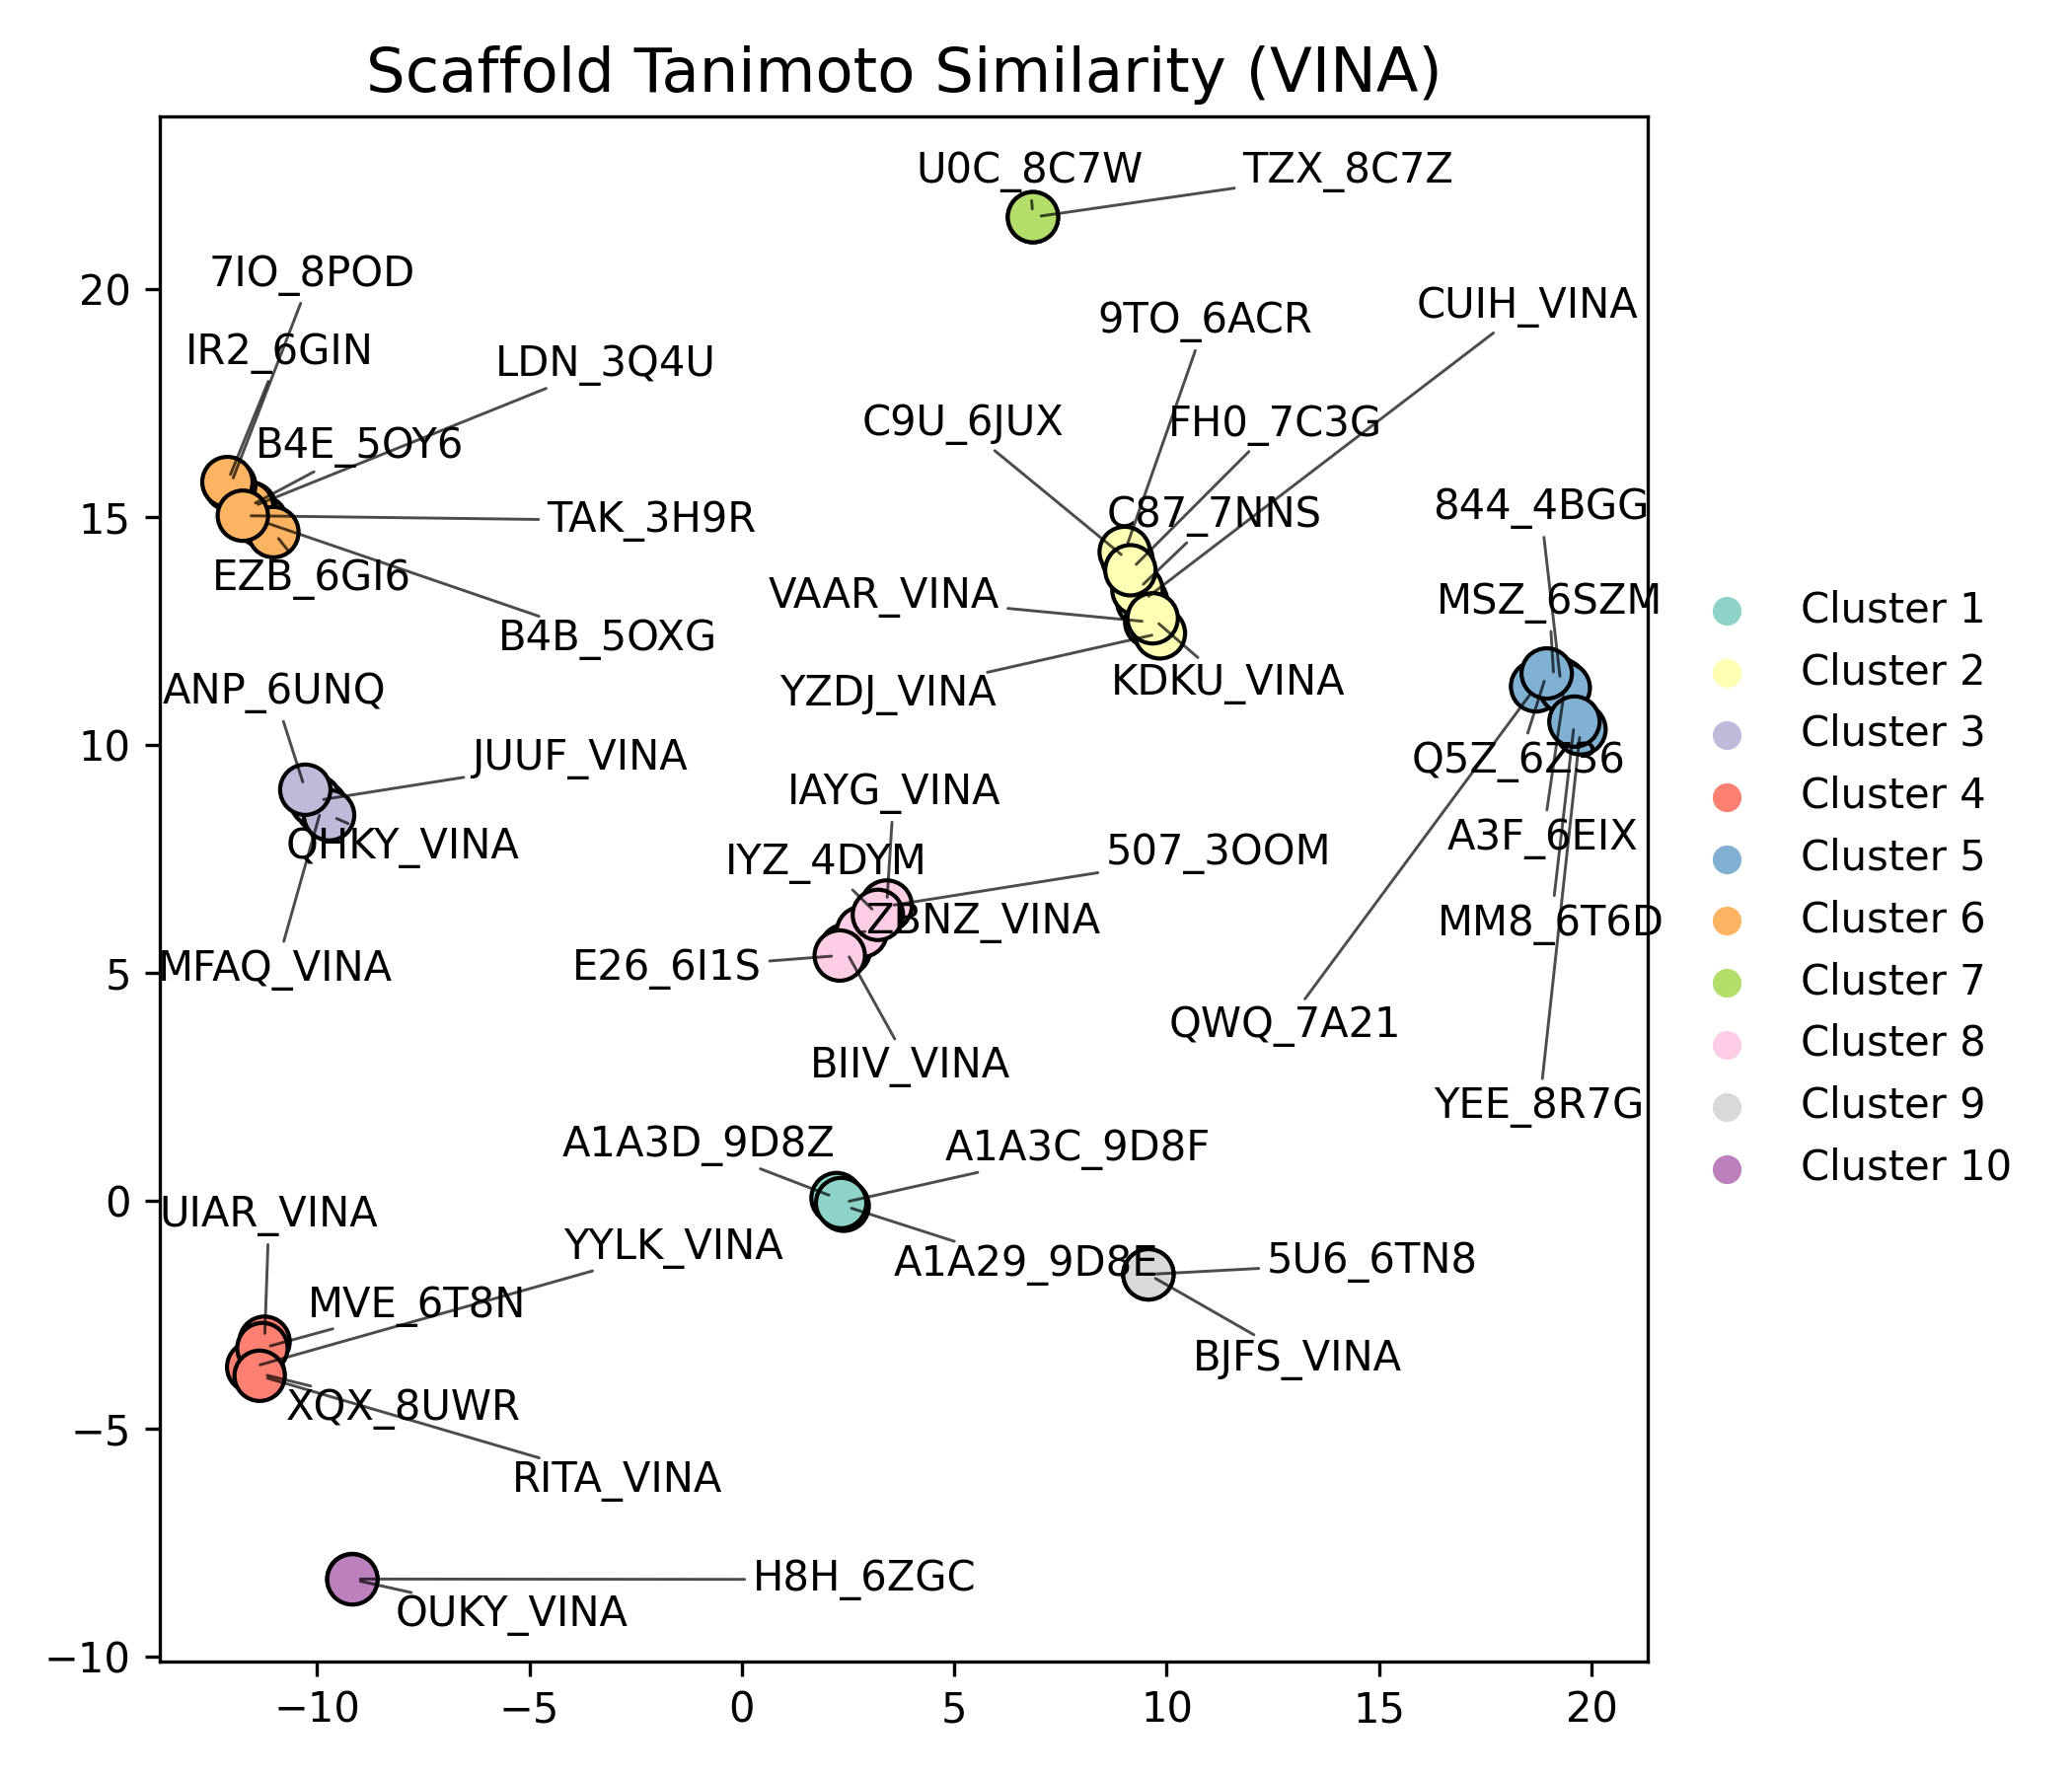 Scaffold Tanimoto Similarity (VINA)
U0C_8C7W
TZX_8C7Z
7IO_8POD
IR2_6GIN
LDN_3Q4U
B4E_5OY6
TAK_3H9R
EZB_6GI6
B4B_5OXG
9TO_6ACR
CUIH_VINA
C9U_6JUX
FH0_7C3G
C87_7NNS
VAAR_VINA
YZDJ_VINA
KDKU_VINA
844_4BGG
MSZ_6SZM
Q5Z_6Z36
A3F_6EIX
MM8_6T6D
QWQ_7A21
YEE_8R7G
ANP_6UNQ
JUUF_VINA
QHKY_VINA
MFAQ_VINA
IAYG_VINA
IYZ_4DYM
507_3OOM
ZBNZ_VINA
E26_6I1S
BIIV_VINA
A1A3D_9D8Z
A1A3C_9D8F
A1A29_9D8E
5U6_6TN8
BJFS_VINA
UIAR_VINA
YYLK_VINA
MVE_6T8N
XQX_8UWR
RITA_VINA
H8H_6ZGC
OUKY_VINA
20
15
10
5
0
−5
−10
−10
−5
0
5
10
15
20
Cluster 1
Cluster 2
Cluster 3
Cluster 4
Cluster 5
Cluster 6
Cluster 7
Cluster 8
Cluster 9
Cluster 10